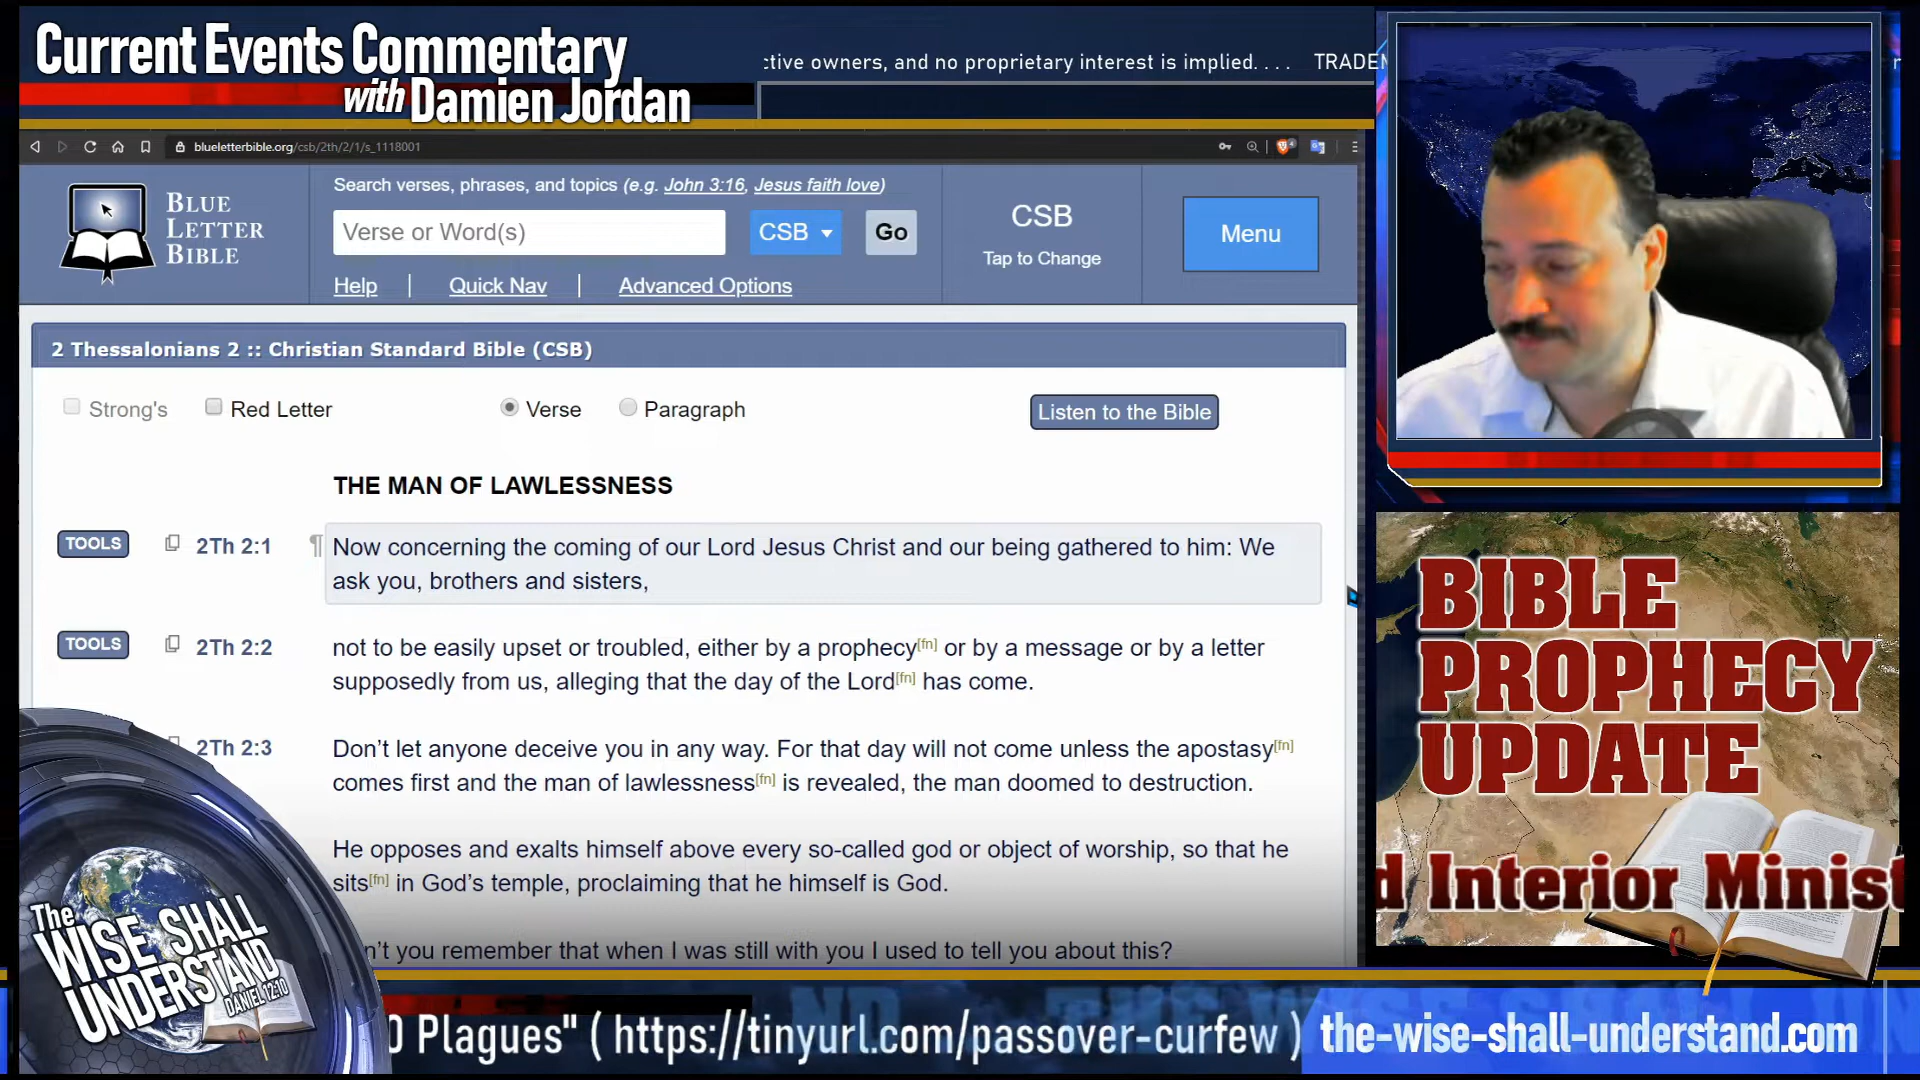 Current Events Commentary
with Damien Jordan
ctive owners, and no proprietary interest is implied. . . .    TRADEM
blueletterbible.org/csb/2th/2/1/s_1118001
BLUE
LETTER
BIBLE
Search verses, phrases, and topics (e.g. John 3:16, Jesus faith love)
Verse or Word(s)
CSB
Go
Help | Quick Nav | Advanced Options
CSB
Tap to Change
Menu
2 Thessalonians 2 :: Christian Standard Bible (CSB)
Strong's
Red Letter
Verse
Paragraph
Listen to the Bible
THE MAN OF LAWLESSNESS
TOOLS 2Th 2:1 ¶ Now concerning the coming of our Lord Jesus Christ and our being gathered to him: We
ask you, brothers and sisters,
TOOLS 2Th 2:2 not to be easily upset or troubled, either by a prophecy[fn] or by a message or by a letter
supposedly from us, alleging that the day of the Lord[fn] has come.
2Th 2:3 Don’t let anyone deceive you in any way. For that day will not come unless the apostasy[fn]
comes first and the man of lawlessness[fn] is revealed, the man doomed to destruction.
He opposes and exalts himself above every so-called god or object of worship, so that he
sits[fn] in God’s temple, proclaiming that he himself is God.
n’t you remember that when I was still with you I used to tell you about this?
BIBLE
PROPHECY
UPDATE
d Interior Minist
The
WISE SHALL
UNDERSTAND
DANIEL 12:10
0 Plagues" ( https://tinyurl.com/passover-curfew )
the-wise-shall-understand.com